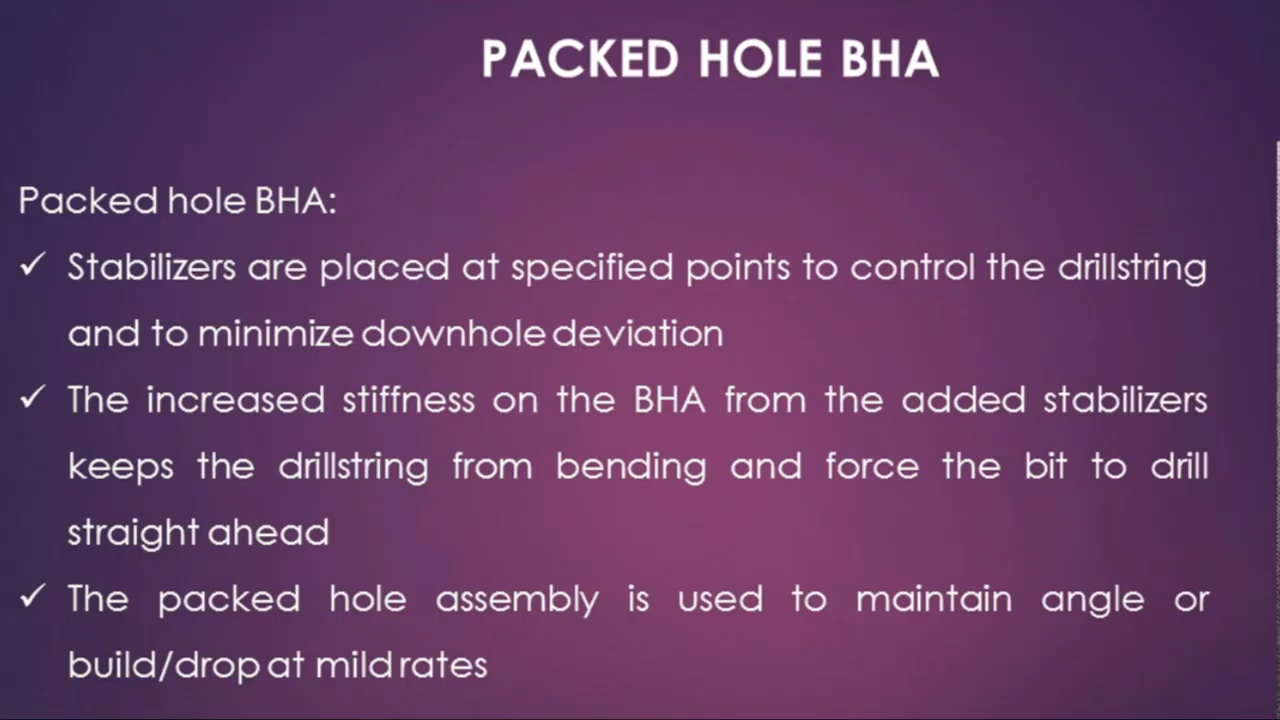 PACKED HOLE BHA
Packed hole BHA:
✓ Stabilizers are placed at specified points to control the drillstring
and to minimize downhole deviation
✓ The increased stiffness on the BHA from the added stabilizers
keeps the drillstring from bending and force the bit to drill
straight ahead
✓ The packed hole assembly is used to maintain angle or
build/drop at mild rates